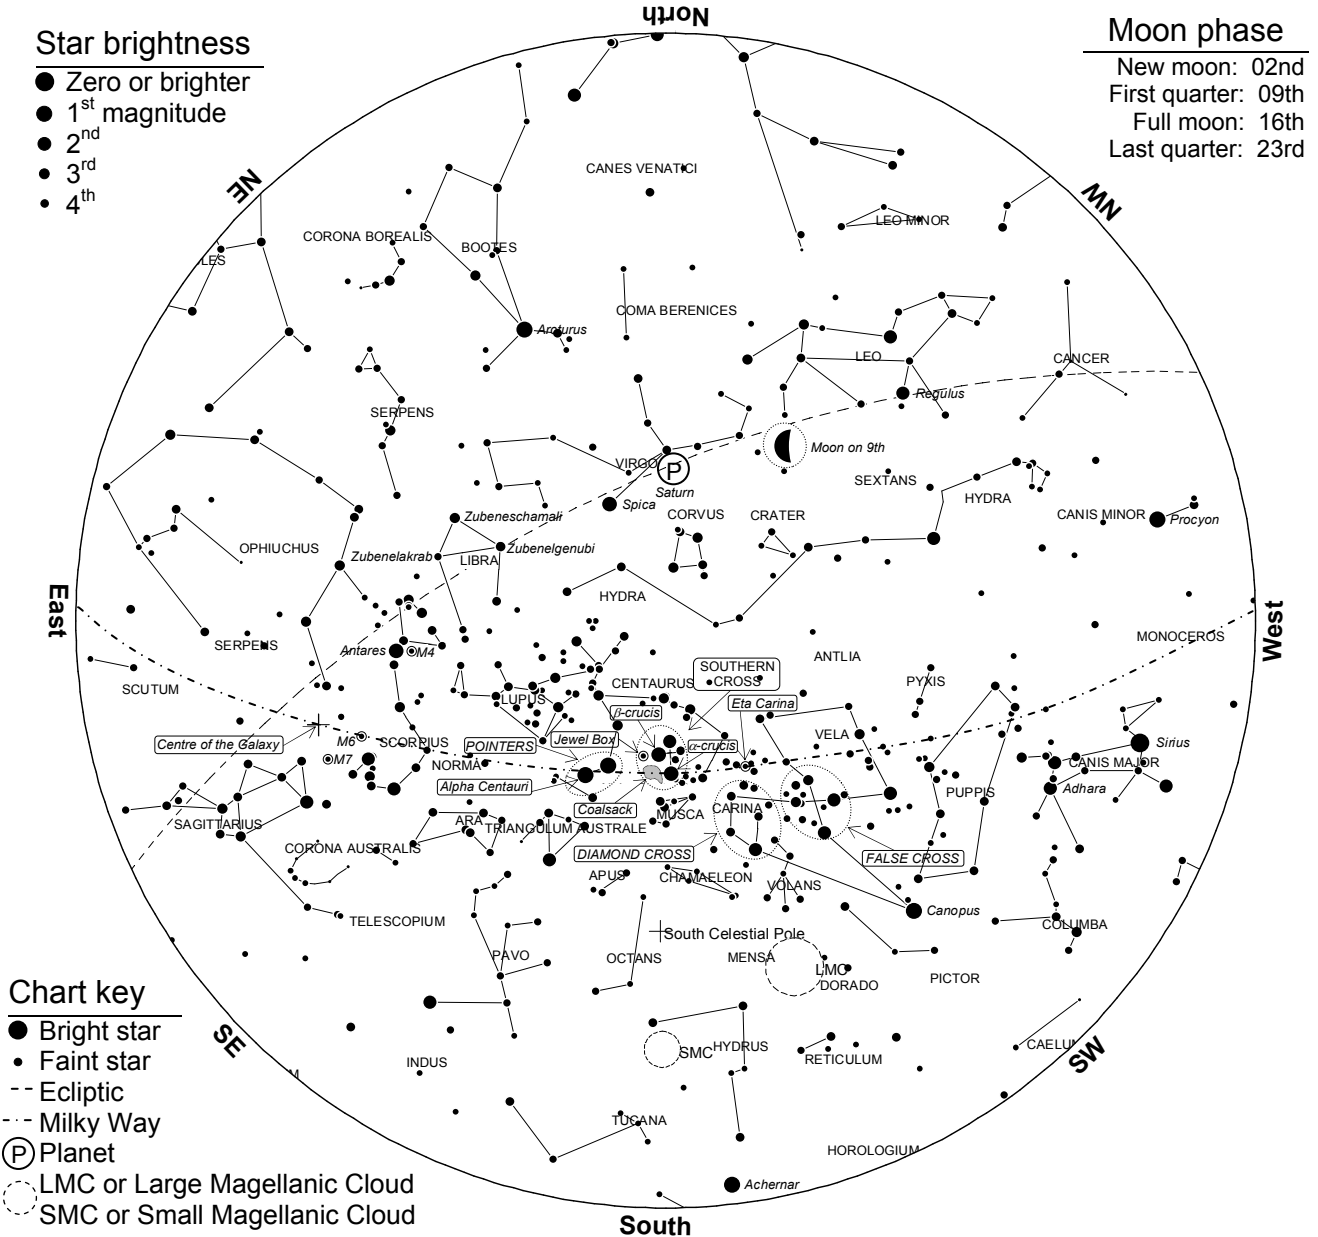 North
Star brightness
Zero or brighter
1st magnitude
2nd
3rd
4th
Moon phase
New moon: 02nd
First quarter: 09th
Full moon: 16th
Last quarter: 23rd
NE
NW
CANES VENATICI
LEO MINOR
CORONA BOREALIS
BOOTES
LES
COMA BERENICES
Arcturus
LEO
CANCER
Regulus
SERPENS
Moon on 9th
VIRGO
P
Saturn
SEXTANS
HYDRA
Spica
CORVUS
CRATER
CANIS MINOR
Procyon
Zubeneschamali
OPHIUCHUS
Zubenelakrab
LIBRA
Zubenelgenubi
HYDRA
East
West
SERPENS
Antares
M4
MONOCEROS
ANTLIA
SCUTUM
SOUTHERN
CROSS
CENTAURUS
PYXIS
LUPUS
Eta Carina
β-crucis
Centre of the Galaxy
M6
SCORPIUS
POINTERS
Jewel Box
α-crucis
VELA
Sirius
M7
NORMA
CANIS MAJOR
Alpha Centauri
Adhara
PUPPIS
Coalsack
MUSCA
CARINA
SAGITTARIUS
ARA
TRIANGULUM AUSTRALE
CORONA AUSTRALIS
DIAMOND CROSS
FALSE CROSS
APUS
CHAMAELEON
VOLANS
Canopus
TELESCOPIUM
South Celestial Pole
COLUMBA
PAVO
OCTANS
MENSA
LMC
DORADO
PICTOR
SE
SW
INDUS
SMC
HYDRUS
RETICULUM
CAELUM
M
TUCANA
HOROLOGIUM
Achernar
South
Chart key
Bright star
Faint star
Ecliptic
Milky Way
P Planet
LMC or Large Magellanic Cloud
SMC or Small Magellanic Cloud